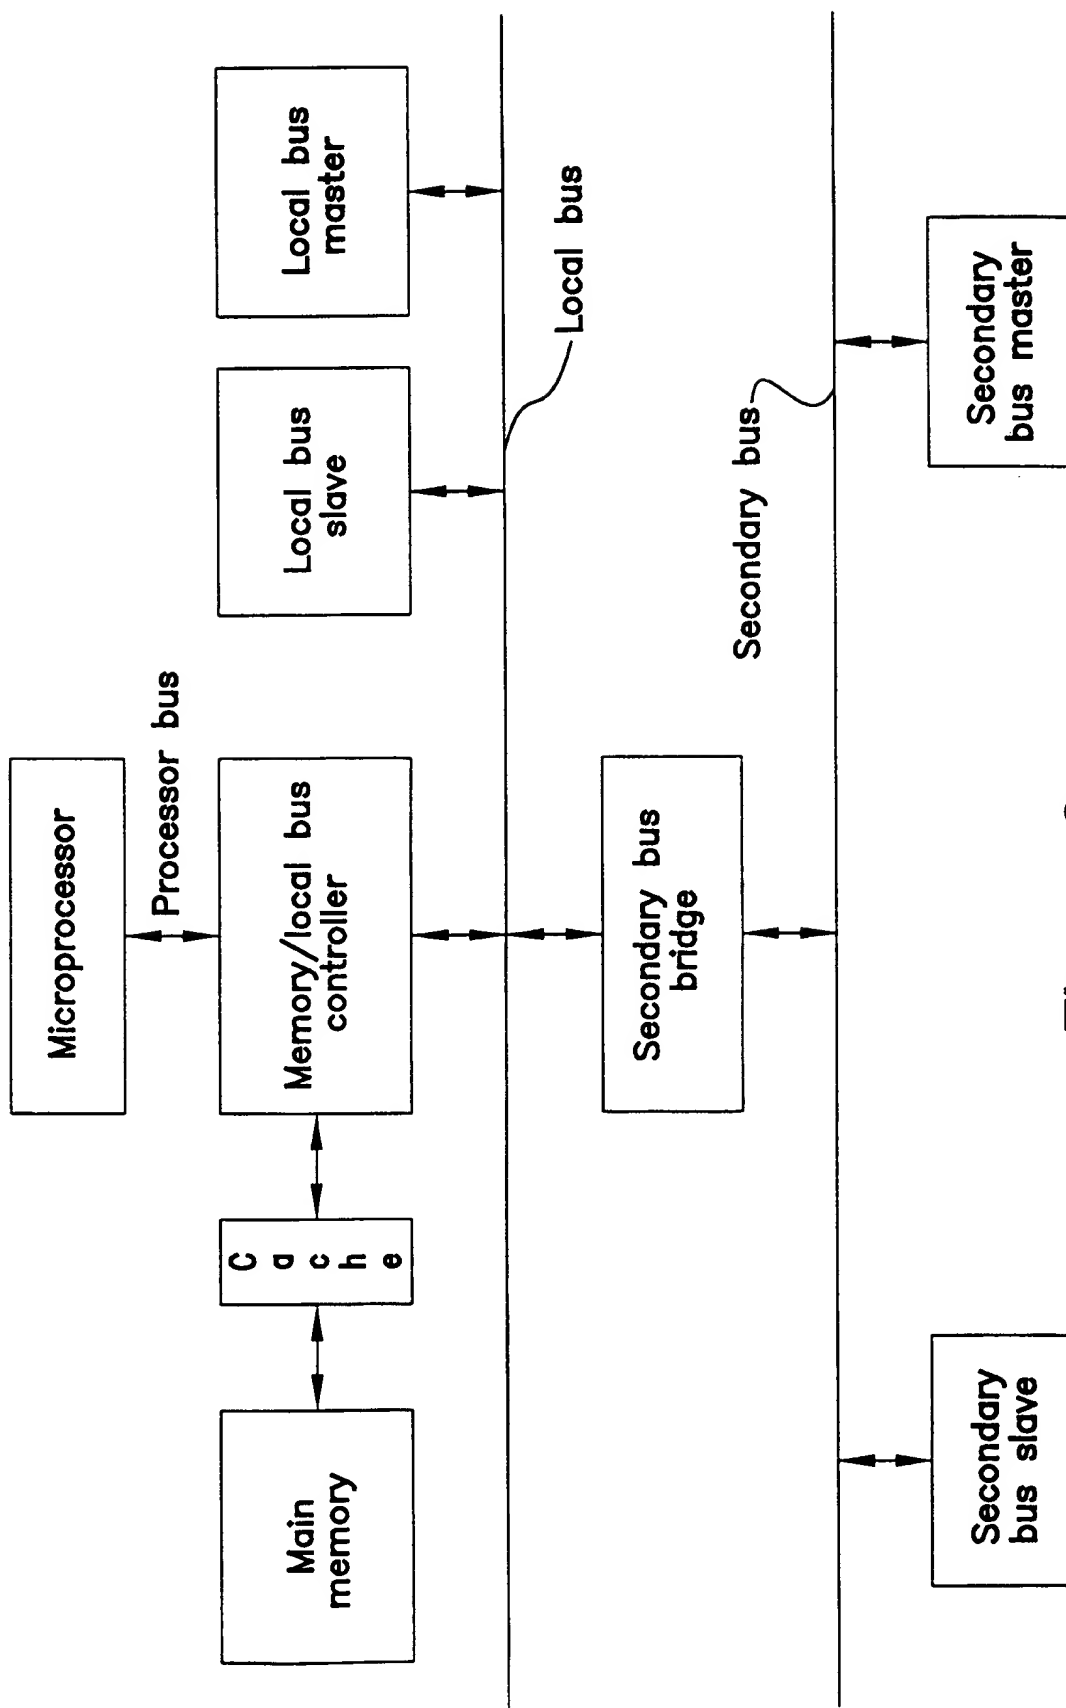 Microprocessor
Processor bus
Main
memory
C
a
c
h
e
Memory/local bus
controller
Local bus
slave
Local bus
master
Local bus
Secondary bus
bridge
Secondary bus
Secondary
bus slave
Secondary
bus master